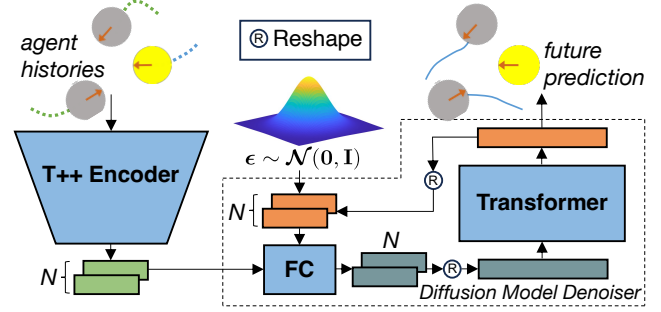 agent
histories
Ⓡ Reshape
future
prediction
T++ Encoder
ϵ ∼ 𝒩(0, I)
Ⓡ
Transformer
N
N
FC
N
Ⓡ
Diffusion Model Denoiser